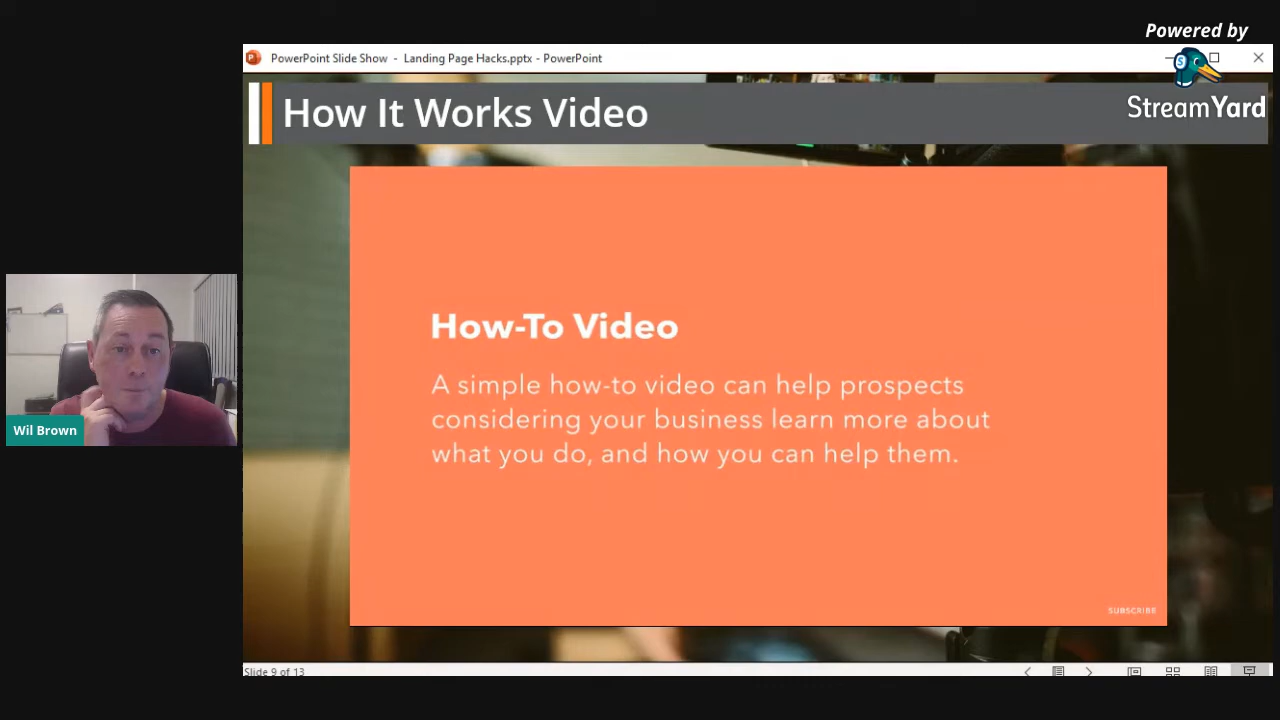 Powered by
StreamYard
PowerPoint Slide Show - Landing Page Hacks.pptx - PowerPoint
How It Works Video
How-To Video
A simple how-to video can help prospects
considering your business learn more about
what you do, and how you can help them.
SUBSCRIBE
Wil Brown
Slide 9 of 13